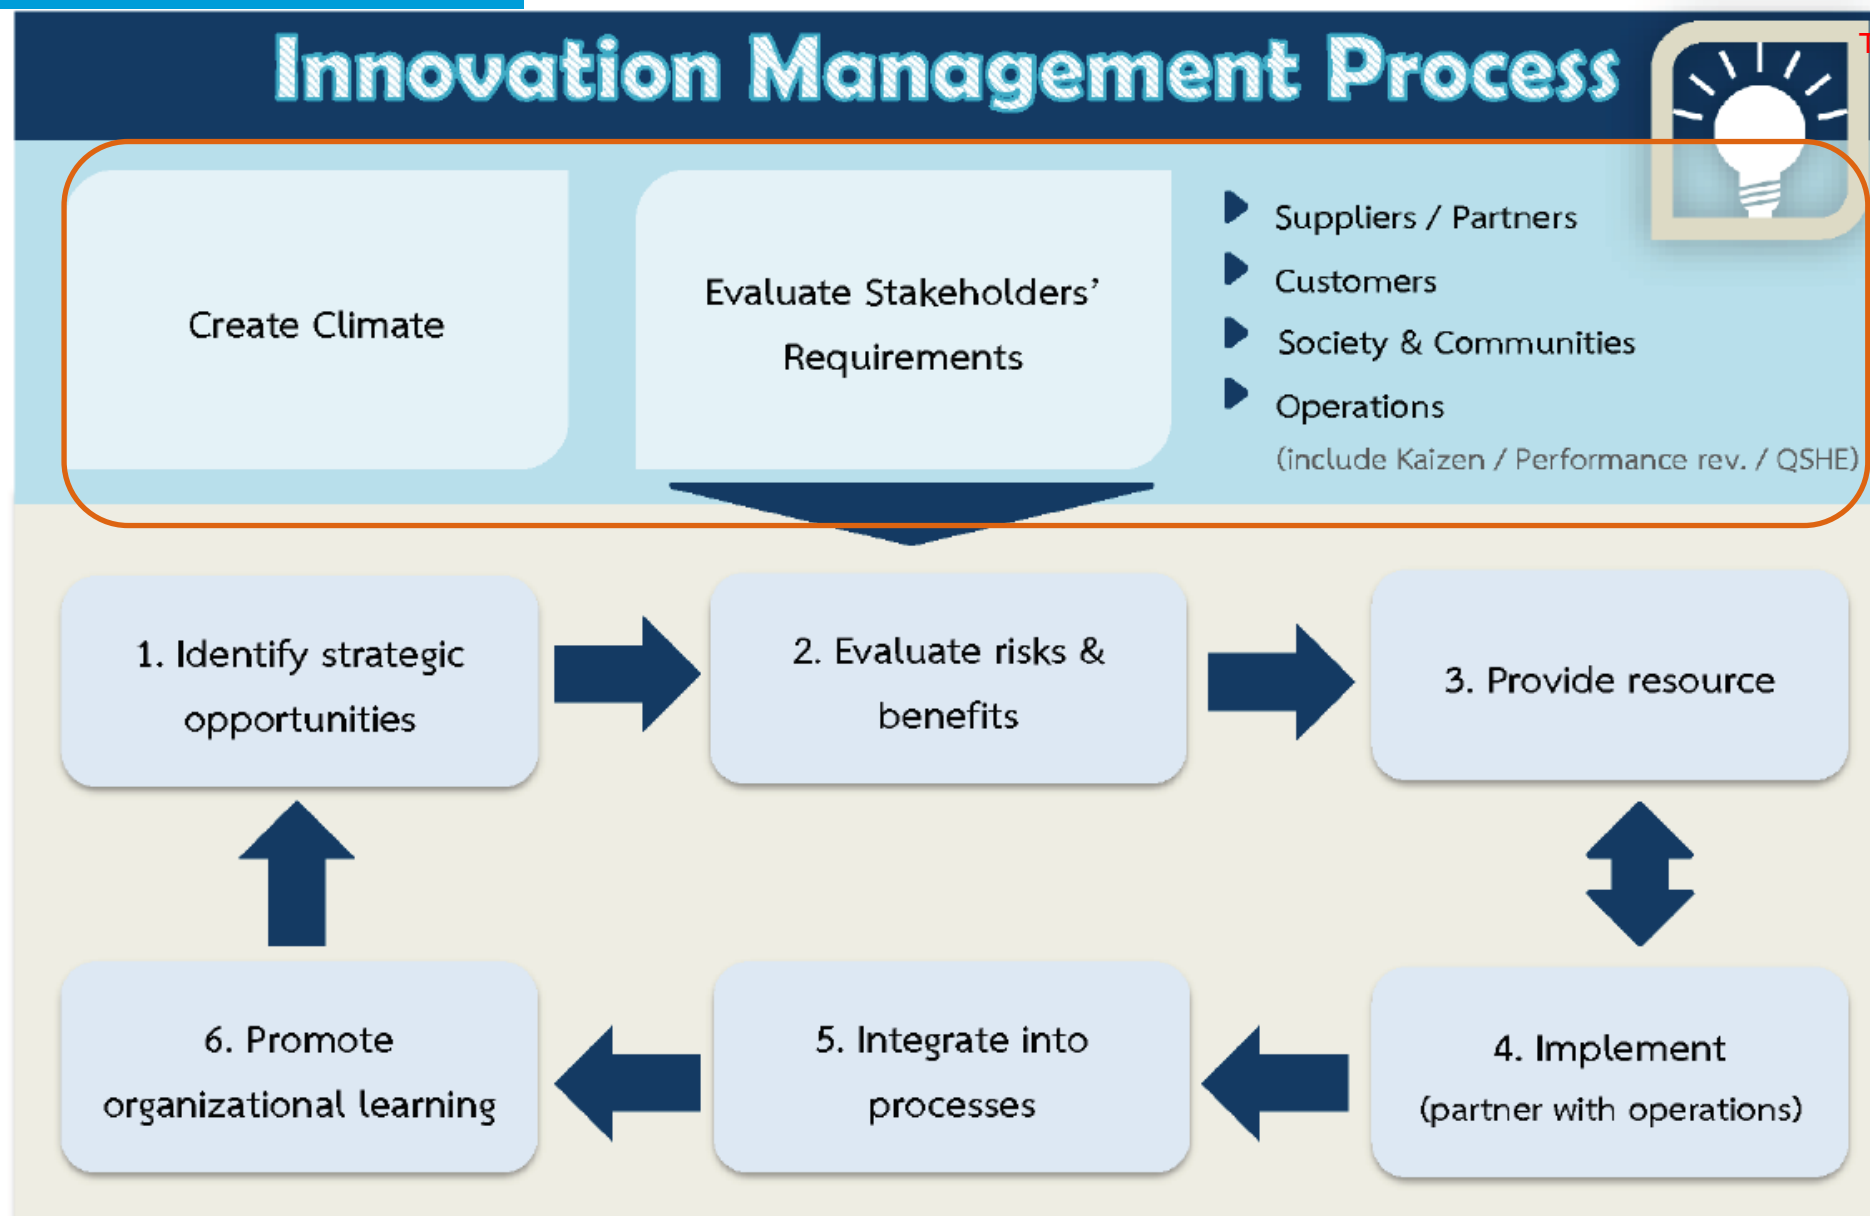 Innovation Management Process
T
Create Climate
Evaluate Stakeholders’
Requirements
Suppliers / Partners
Customers
Society & Communities
Operations
(include Kaizen / Performance rev. / QSHE)
1. Identify strategic
opportunities
2. Evaluate risks &
benefits
3. Provide resource
6. Promote
organizational learning
5. Integrate into
processes
4. Implement
(partner with operations)